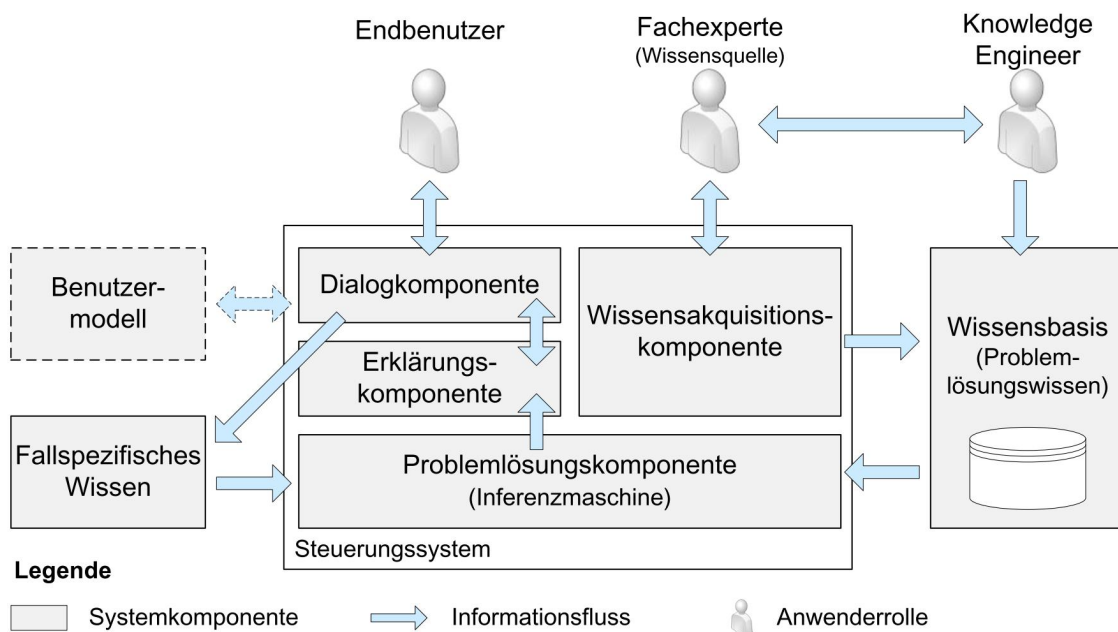 Endbenutzer
Fachexperte
(Wissensquelle)
Knowledge
Engineer
Benutzer-
modell
Dialogkomponente
Erklärungs-
komponente
Wissensakquisitions-
komponente
Wissensbasis
(Problem-
lösungswissen)
Fallspezifisches
Wissen
Problemlösungskomponente
(Inferenzmaschine)
Steuerungssystem
Legende
Systemkomponente
Informationsfluss
Anwenderrolle